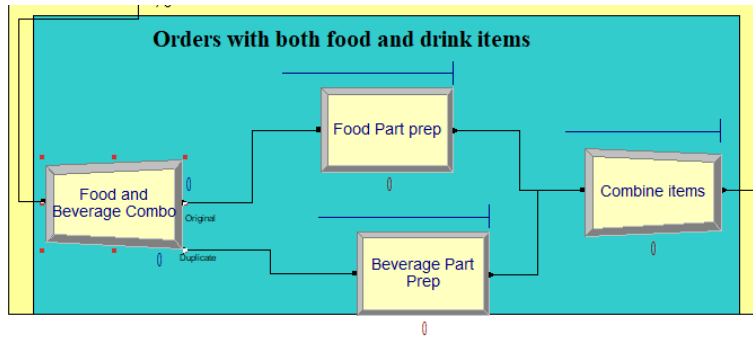 Orders with both food and drink items
Food Part prep
0
Food and
Beverage Combo
0
Original
Duplicate
0
Combine items
0
Beverage Part
Prep
0